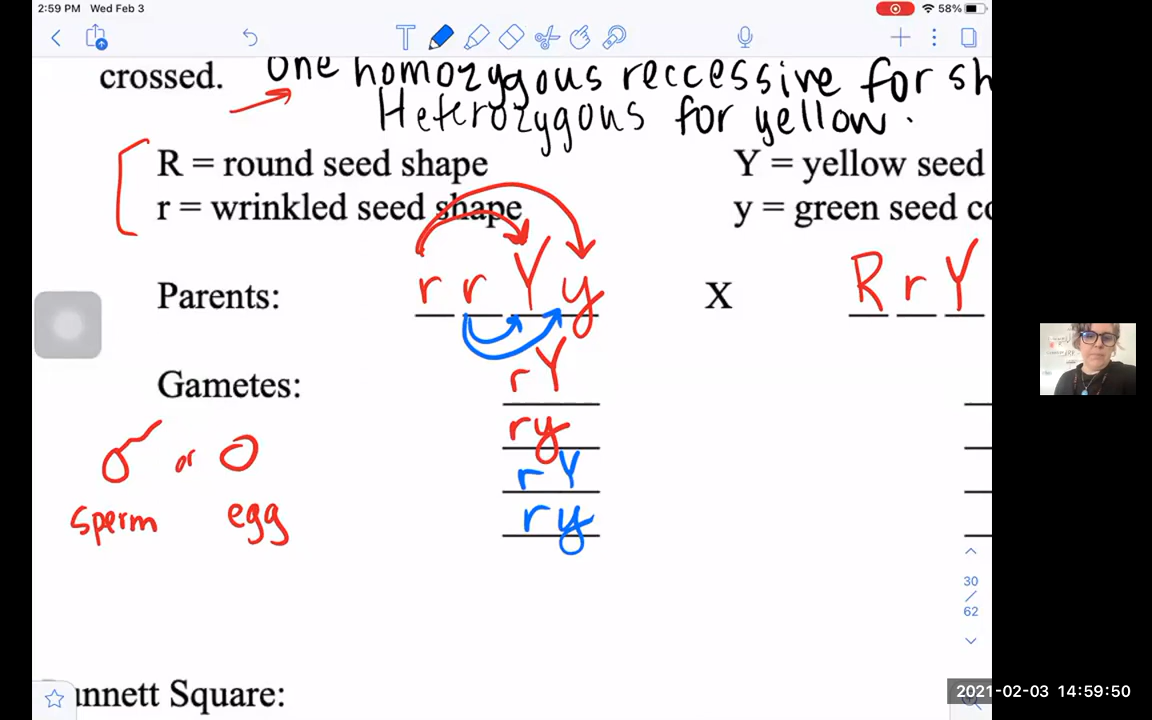 2:59 PM Wed Feb 3
58%
crossed. One homozygous reccessive for sh
Heterozygous for yellow.
R = round seed shape
Y = yellow seed
r = wrinkled seed shape
y = green seed co
Parents: r r Y y X R r Y
Gametes: rY
ry
rY
ry
or
sperm egg
30
/
62
unnett Square:
2021-02-03 14:59:50